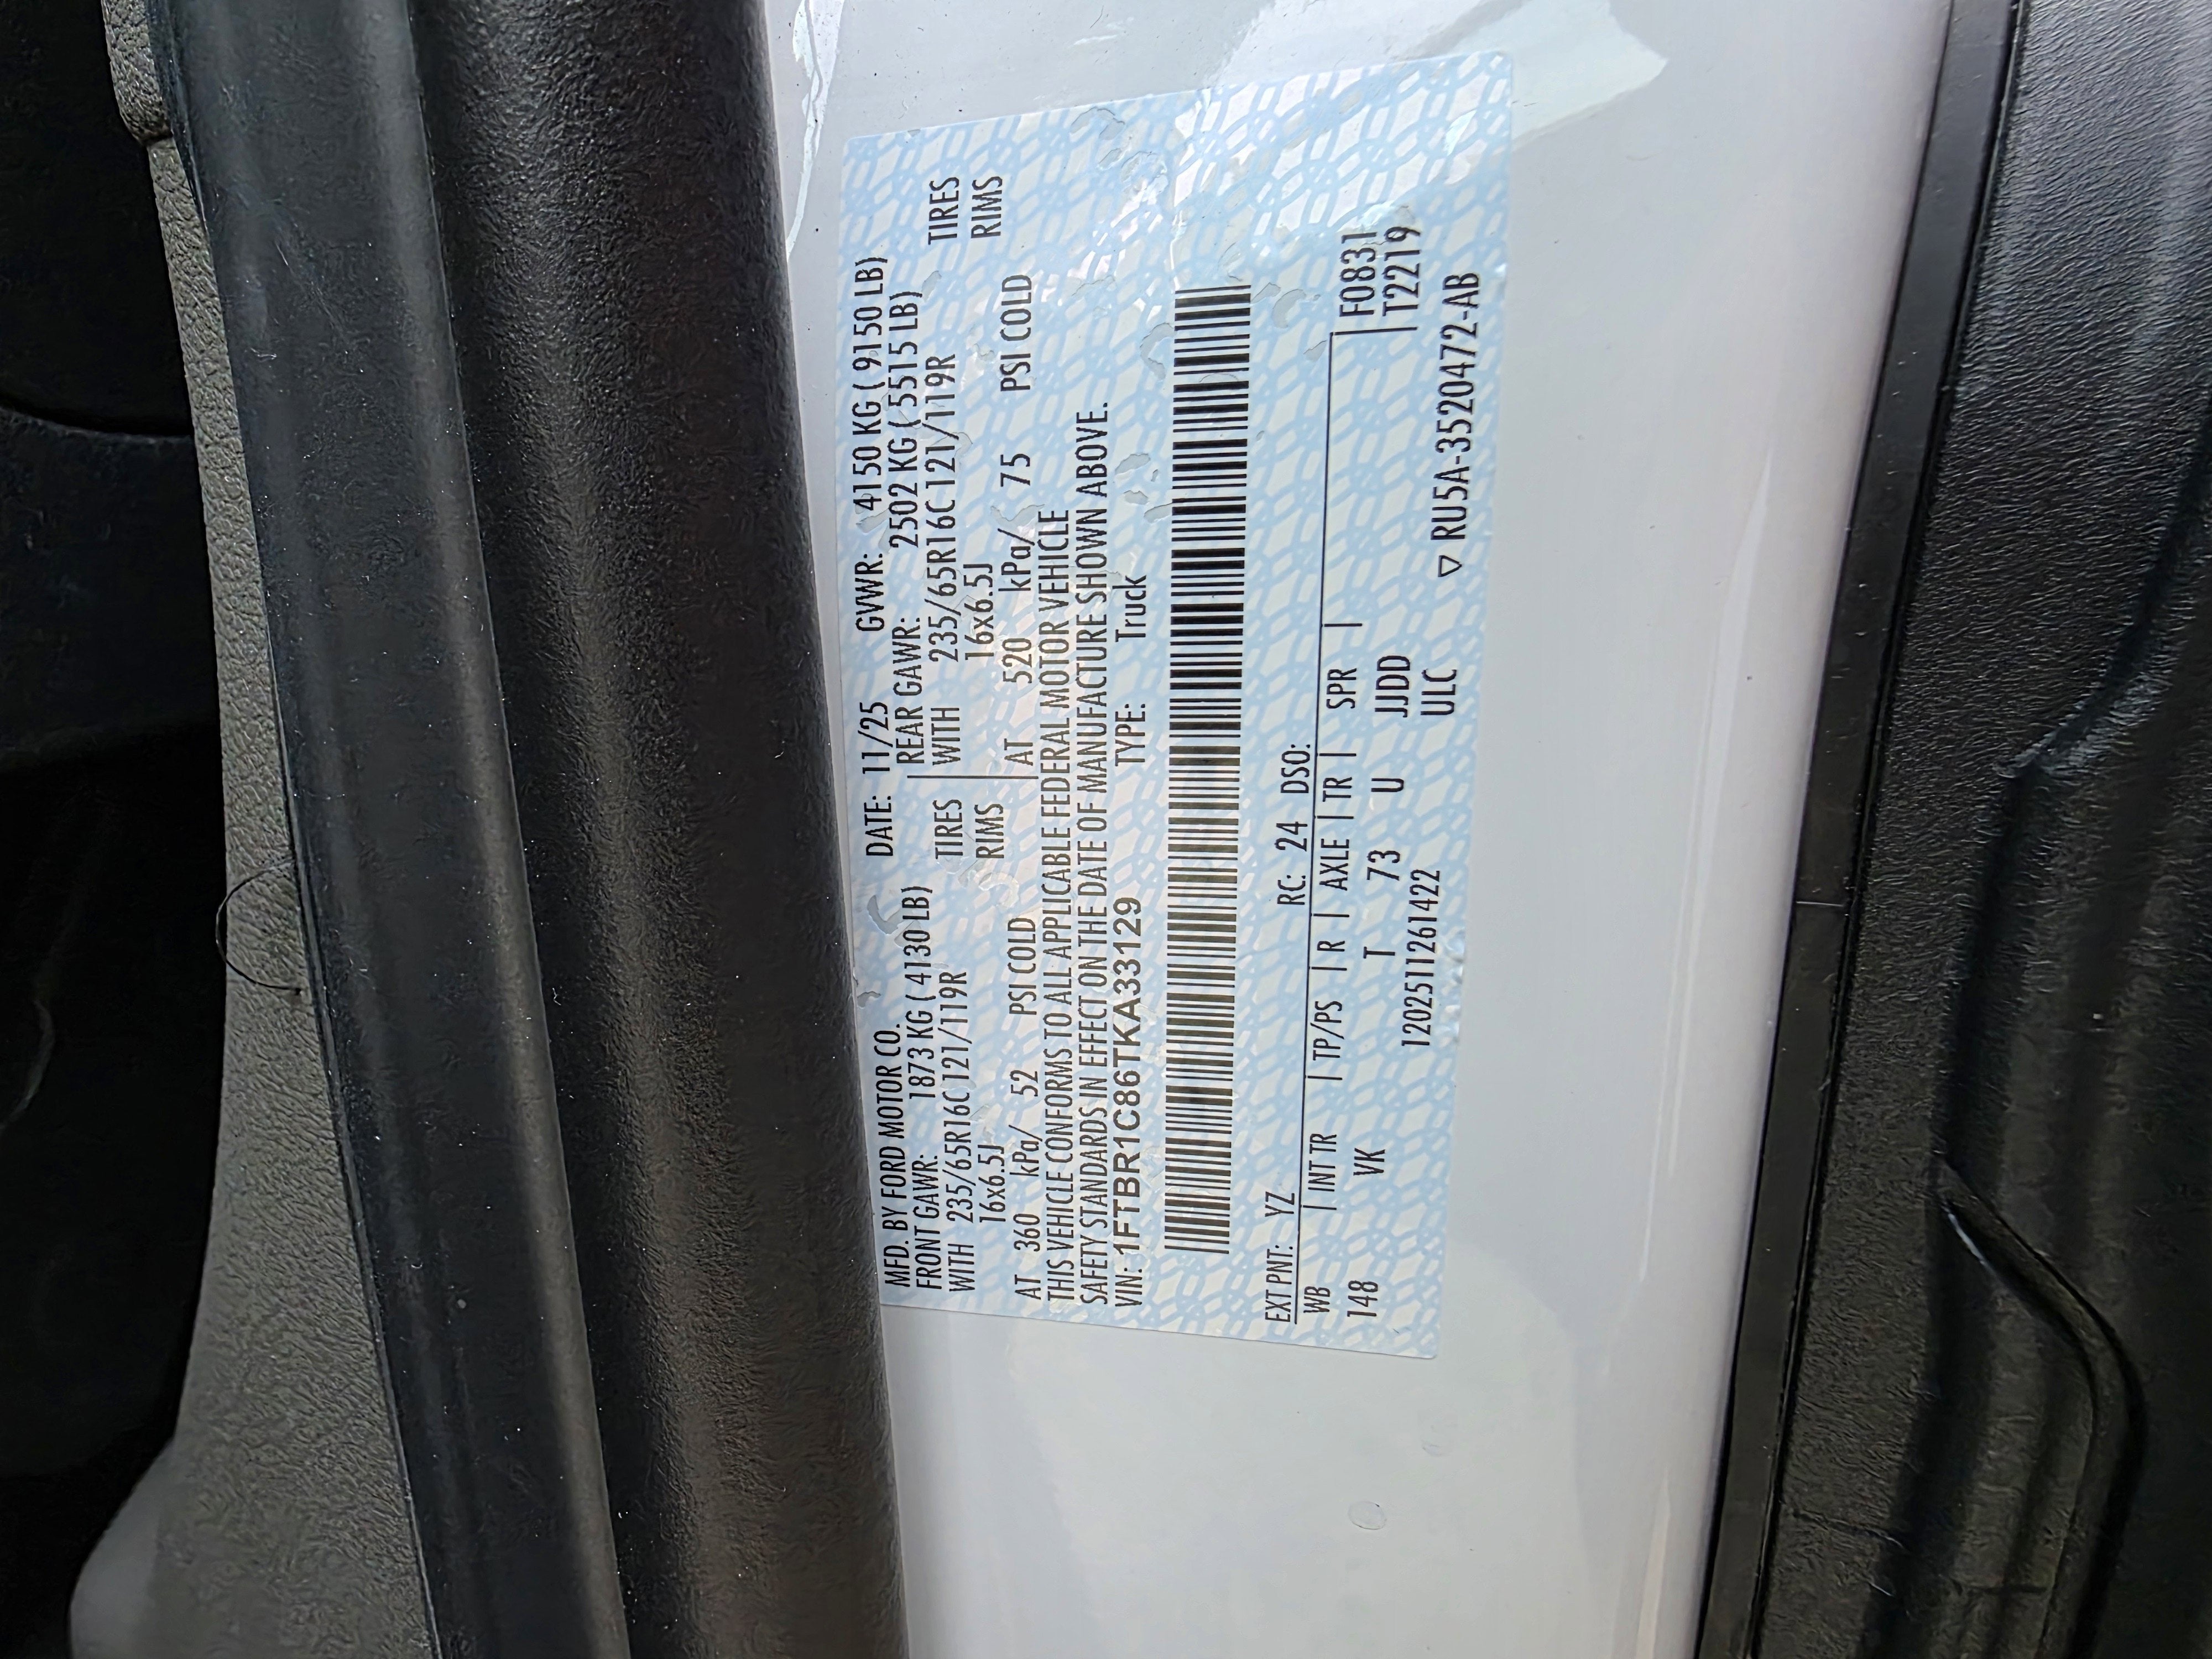 MFD. BY FORD MOTOR CO. DATE: 11/25 GVWR: 4150 KG ( 9150 LB)
FRONT GAWR: 1873 KG ( 4130 LB) REAR GAWR: 2502 KG ( 5515 LB)
WITH 235/65R16C 121/119R TIRES WITH 235/65R16C 121/119R TIRES
16x6.5J RIMS 16x6.5J RIMS
AT 360 kPa/ 52 PSI COLD AT 520 kPa/ 75 PSI COLD
THIS VEHICLE CONFORMS TO ALL APPLICABLE FEDERAL MOTOR VEHICLE
SAFETY STANDARDS IN EFFECT ON THE DATE OF MANUFACTURE SHOWN ABOVE.
VIN: 1FTBR1C86TKA33129 TYPE: Truck
EXT PNT: YZ RC: 24 DSO:
WB | INT TR | TP/PS | R | AXLE | TR | SPR | F0831
148 VK T 73 U JJDD T2219
12025112614​22 ULC
▽ RU5A-3520472-AB